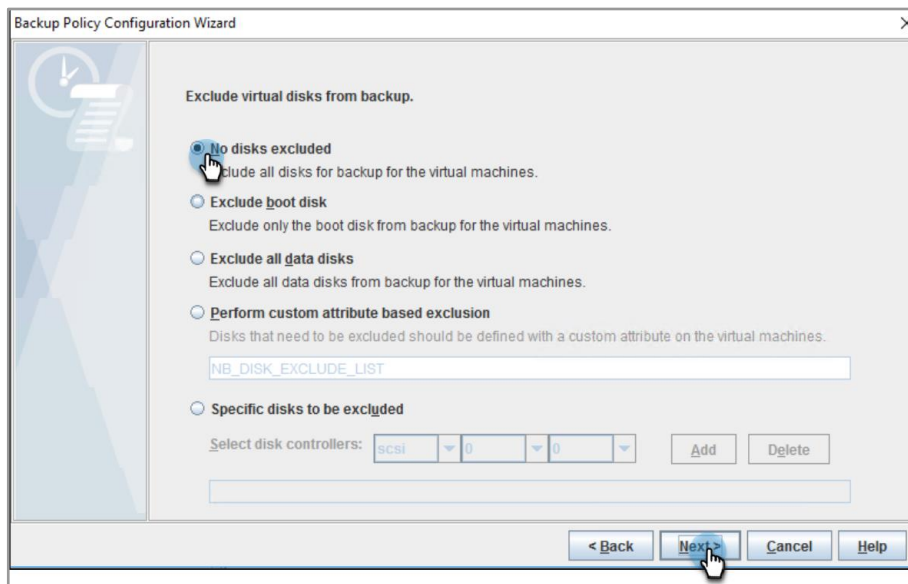 Backup Policy Configuration Wizard
Exclude virtual disks from backup.
No disks excluded
clude all disks for backup for the virtual machines.
Exclude boot disk
Exclude only the boot disk from backup for the virtual machines.
Exclude all data disks
Exclude all data disks from backup for the virtual machines.
Perform custom attribute based exclusion
Disks that need to be excluded should be defined with a custom attribute on the virtual machines.
NB_DISK_EXCLUDE_LIST
Specific disks to be excluded
Select disk controllers: scsi 0 0 Add Delete
< Back Next > Cancel Help